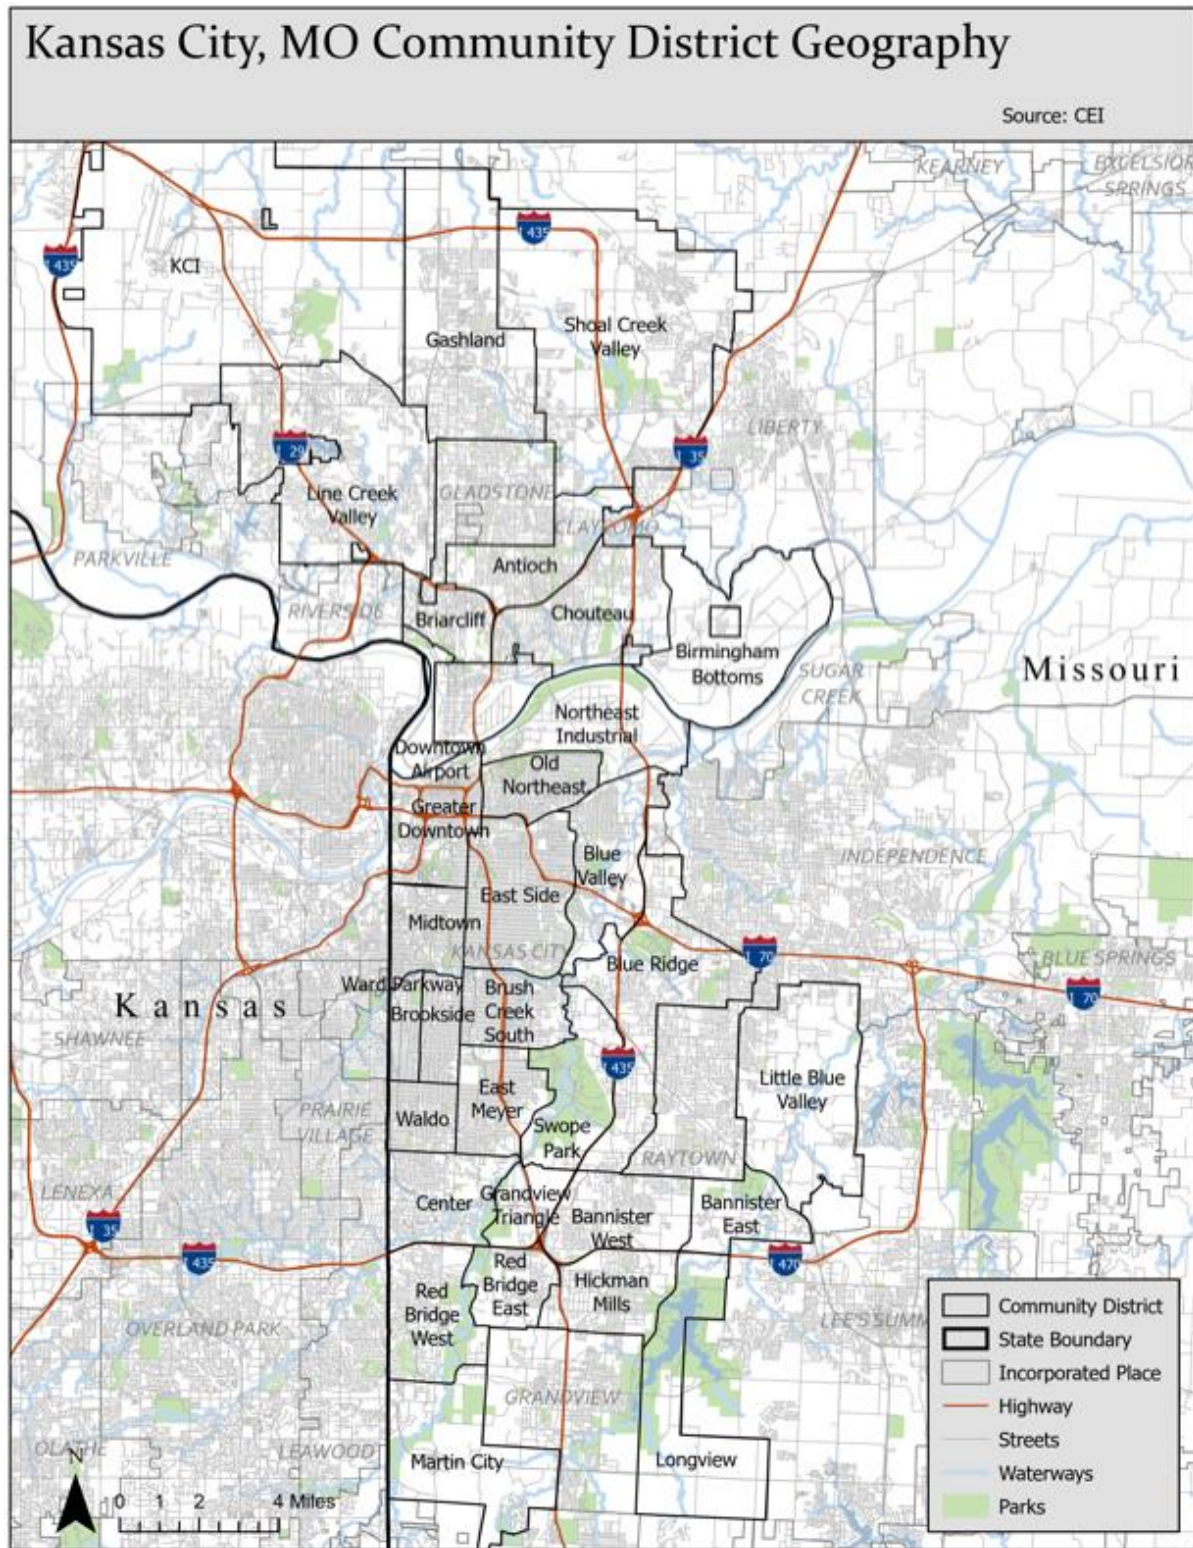 Kansas City, MO Community District Geography
Source: CEI
KEARNEY
EXCELSIOR
SPRINGS
I 435
I 435
KCI
Gashland
Shoal Creek
Valley
LIBERTY
I 29
I 35
Line Creek
Valley
GLADSTONE
CLAYCOMO
PARKVILLE
Antioch
RIVERSIDE
Briarcliff
Chouteau
Birmingham
Bottoms
SUGAR
CREEK
Missouri
Northeast
Industrial
Downtown
Airport
Old
Northeast
Greater
Downtown
Blue
Valley
INDEPENDENCE
East Side
Midtown
KANSAS CITY
Blue Ridge
I 70
BLUE SPRINGS
I 70
Ward Parkway
Brookside
Brush
Creek
South
Kansas
SHAWNEE
I 435
Little Blue
Valley
East
Meyer
PRAIRIE
VILLAGE
Waldo
Swope
Park
RAYTOWN
LENEXA
Center
Grandview
Triangle
Bannister
West
Bannister
East
I 35
I 435
I 470
Red
Bridge
East
Hickman
Mills
Red
Bridge
West
OVERLAND PARK
LEE'S SUMM
GRANDVIEW
OLATHE
LEAWOOD
Martin City
Longview
Community District
State Boundary
Incorporated Place
Highway
Streets
Waterways
Parks
N
0 1 2 4 Miles